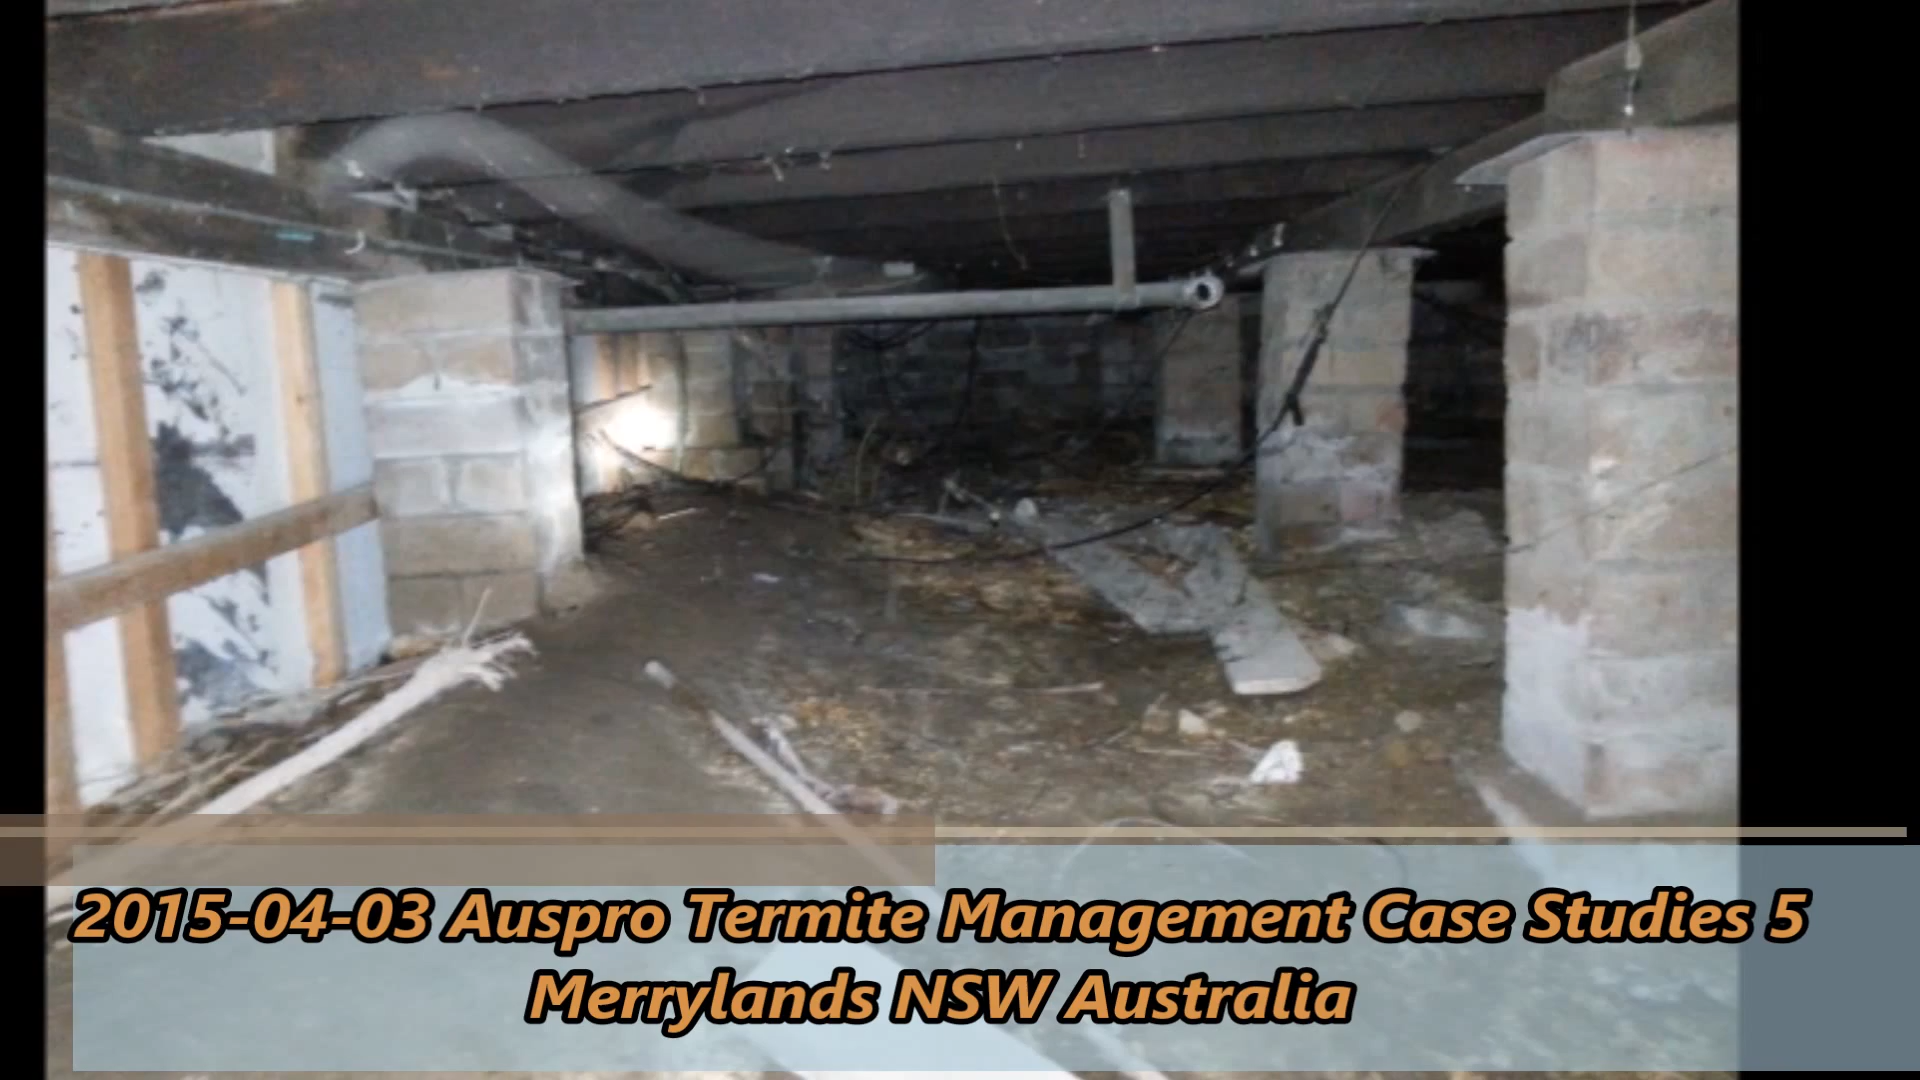 2015-04-03 Auspro Termite Management Case Studies 5
Merrylands NSW Australia